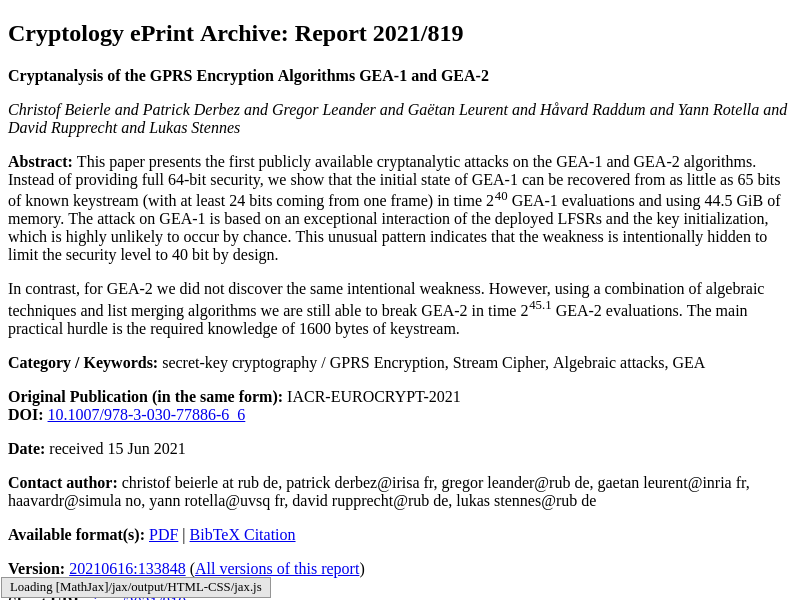 Cryptology ePrint Archive: Report 2021/819
Cryptanalysis of the GPRS Encryption Algorithms GEA-1 and GEA-2
Christof Beierle and Patrick Derbez and Gregor Leander and Gaëtan Leurent and Håvard Raddum and Yann Rotella and
David Rupprecht and Lukas Stennes
Abstract: This paper presents the first publicly available cryptanalytic attacks on the GEA-1 and GEA-2 algorithms.
Instead of providing full 64-bit security, we show that the initial state of GEA-1 can be recovered from as little as 65 bits
of known keystream (with at least 24 bits coming from one frame) in time 2^40 GEA-1 evaluations and using 44.5 GiB of
memory. The attack on GEA-1 is based on an exceptional interaction of the deployed LFSRs and the key initialization,
which is highly unlikely to occur by chance. This unusual pattern indicates that the weakness is intentionally hidden to
limit the security level to 40 bit by design.
In contrast, for GEA-2 we did not discover the same intentional weakness. However, using a combination of algebraic
techniques and list merging algorithms we are still able to break GEA-2 in time 2^45.1 GEA-2 evaluations. The main
practical hurdle is the required knowledge of 1600 bytes of keystream.
Category / Keywords: secret-key cryptography / GPRS Encryption, Stream Cipher, Algebraic attacks, GEA
Original Publication (in the same form): IACR-EUROCRYPT-2021
DOI: 10.1007/978-3-030-77886-6_6
Date: received 15 Jun 2021
Contact author: christof beierle at rub de, patrick derbez@irisa fr, gregor leander@rub de, gaetan leurent@inria fr,
haavardr@simula no, yann rotella@uvsq fr, david rupprecht@rub de, lukas stennes@rub de
Available format(s): PDF | BibTeX Citation
Version: 20210616:133848 (All versions of this report)
Loading [MathJax]/jax/output/HTML-CSS/jax.js